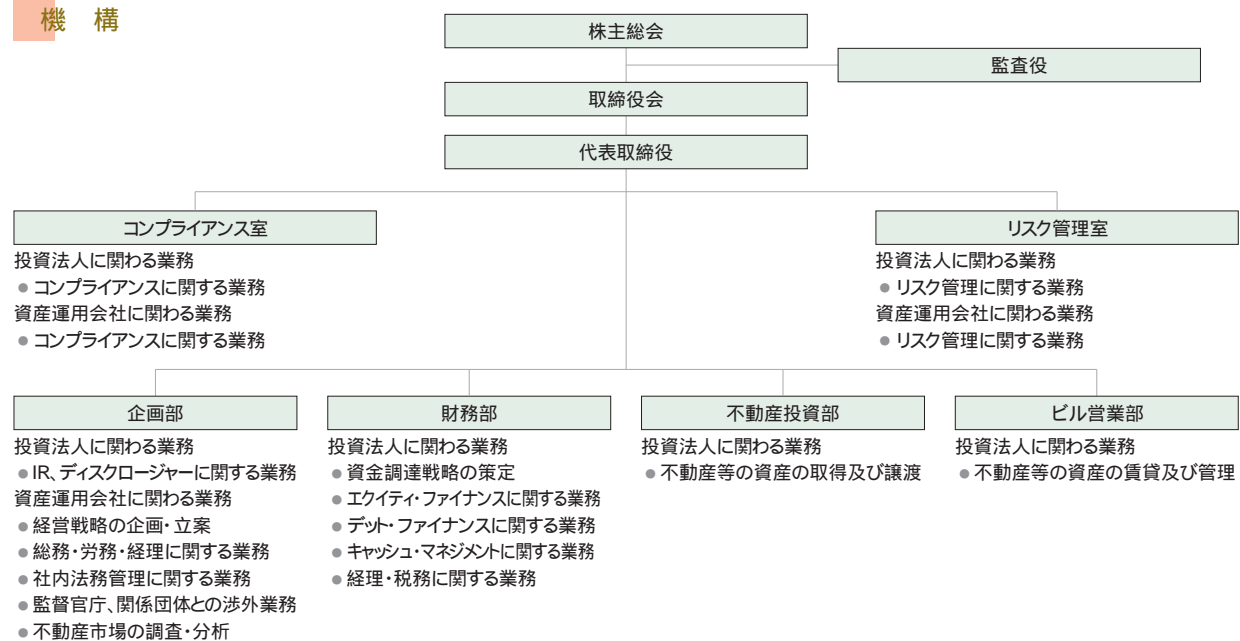 機 構
株主総会
監査役
取締役会
代表取締役
コンプライアンス室
投資法人に関わる業務
● コンプライアンスに関する業務
資産運用会社に関わる業務
● コンプライアンスに関する業務
リスク管理室
投資法人に関わる業務
● リスク管理に関する業務
資産運用会社に関わる業務
● リスク管理に関する業務
企画部
投資法人に関わる業務
● IR、ディスクロージャーに関する業務
資産運用会社に関わる業務
● 経営戦略の企画・立案
● 総務・労務・経理に関する業務
● 社内法務管理に関する業務
● 監督官庁、関係団体との渉外業務
● 不動産市場の調査・分析
財務部
投資法人に関わる業務
● 資金調達戦略の策定
● エクイティ・ファイナンスに関する業務
● デット・ファイナンスに関する業務
● キャッシュ・マネジメントに関する業務
● 経理・税務に関する業務
不動産投資部
投資法人に関わる業務
● 不動産等の資産の取得及び譲渡
ビル営業部
投資法人に関わる業務
● 不動産等の資産の賃貸及び管理